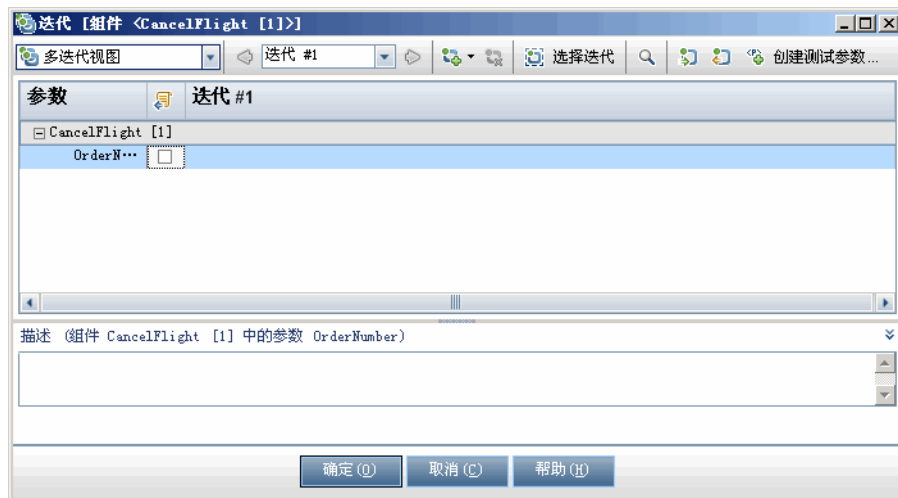 迭代 [组件 <CancelFlight [1]>]
多迭代视图 迭代 #1 选择迭代 创建测试参数...
参数 迭代 #1
CancelFlight [1]
OrderN...
描述 (组件 CancelFlight [1] 中的参数 OrderNumber)
确定(O) 取消(C) 帮助(H)